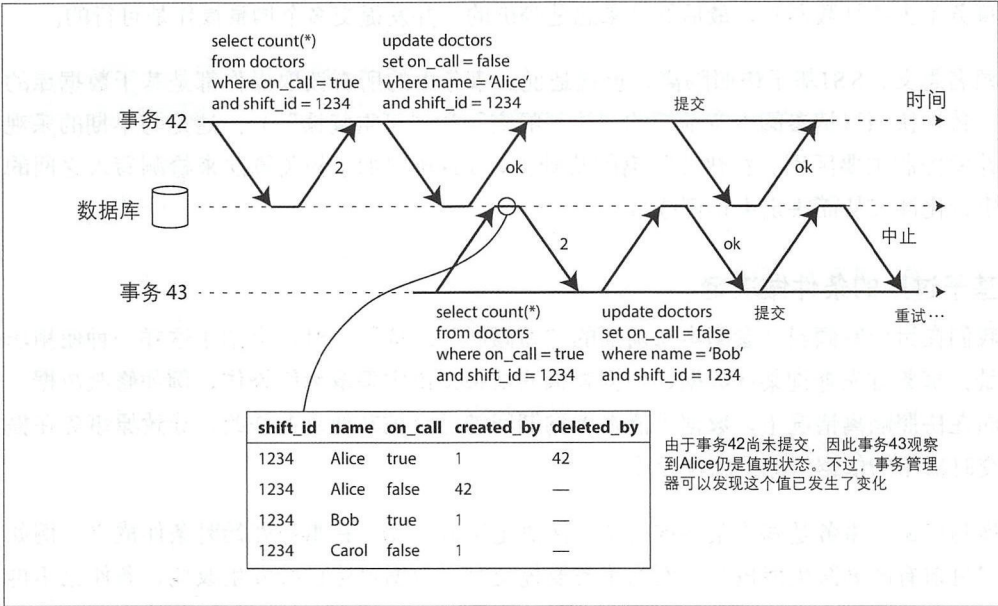 select count(*)
from doctors
where on_call = true
and shift_id = 1234
update doctors
set on_call = false
where name = ‘Alice’
and shift_id = 1234
提交
时间
事务 42
2
ok
ok
数据库
2
ok
中止
事务 43
select count(*)
from doctors
where on_call = true
and shift_id = 1234
update doctors
set on_call = false
where name = ‘Bob’
and shift_id = 1234
提交
重试…
shift_id name on_call created_by deleted_by
1234 Alice true 1 42
1234 Alice false 42 —
1234 Bob true 1 —
1234 Carol false 1 —
由于事务42尚未提交，因此事务43观察
到Alice仍是值班状态。不过，事务管理
器可以发现这个值已发生了变化